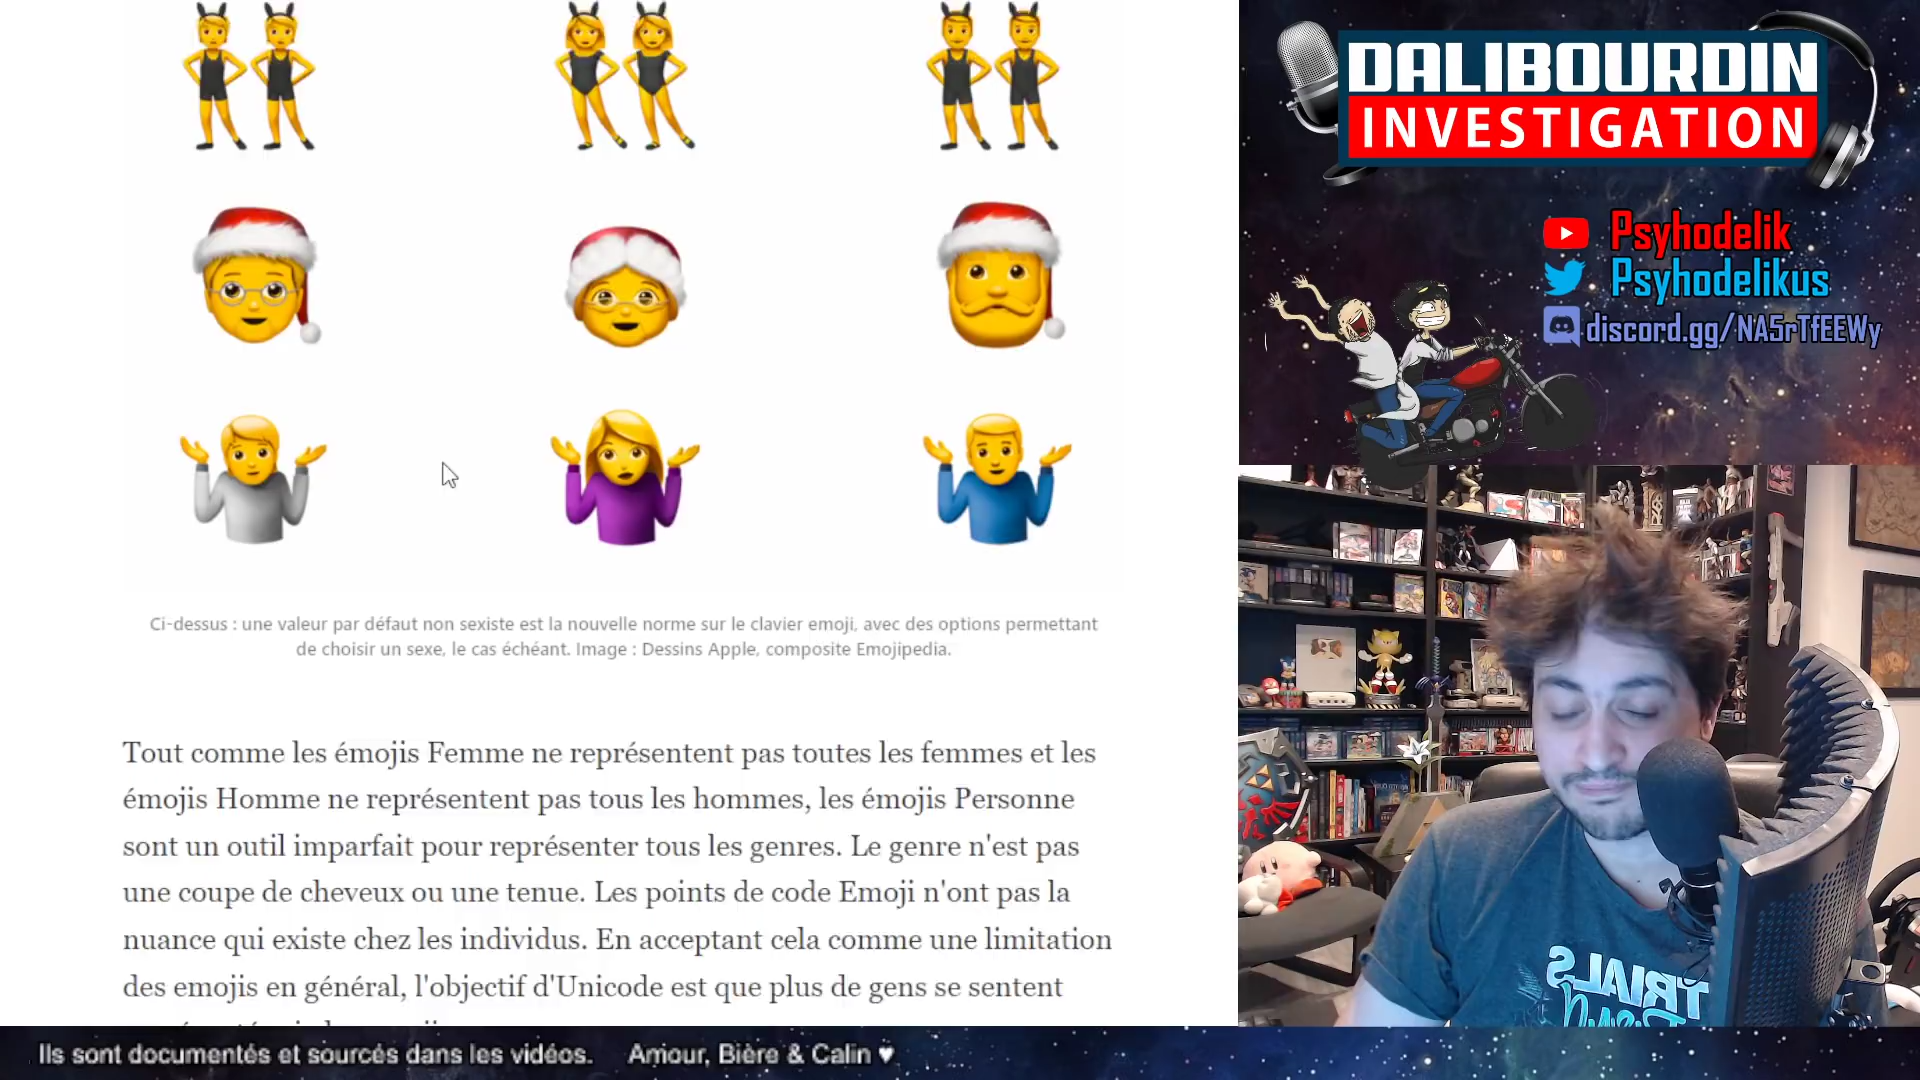 DALIBOURDIN
INVESTIGATION
Psyhodelik
Psyhodelikus
discord.gg/NA5rTfEEWy
Ci-dessus : une valeur par défaut non sexiste est la nouvelle norme sur le clavier emoji, avec des options permettant
de choisir un sexe, le cas échéant. Image : Dessins Apple, composite Emojipedia.
Tout comme les émojis Femme ne représentent pas toutes les femmes et les
émojis Homme ne représentent pas tous les hommes, les émojis Personne
sont un outil imparfait pour représenter tous les genres. Le genre n'est pas
une coupe de cheveux ou une tenue. Les points de code Emoji n'ont pas la
nuance qui existe chez les individus. En acceptant cela comme une limitation
des emojis en général, l'objectif d'Unicode est que plus de gens se sentent
TRIALS
Ils sont documentés et sourcés dans les vidéos. Amour, Bière & Calin ♥